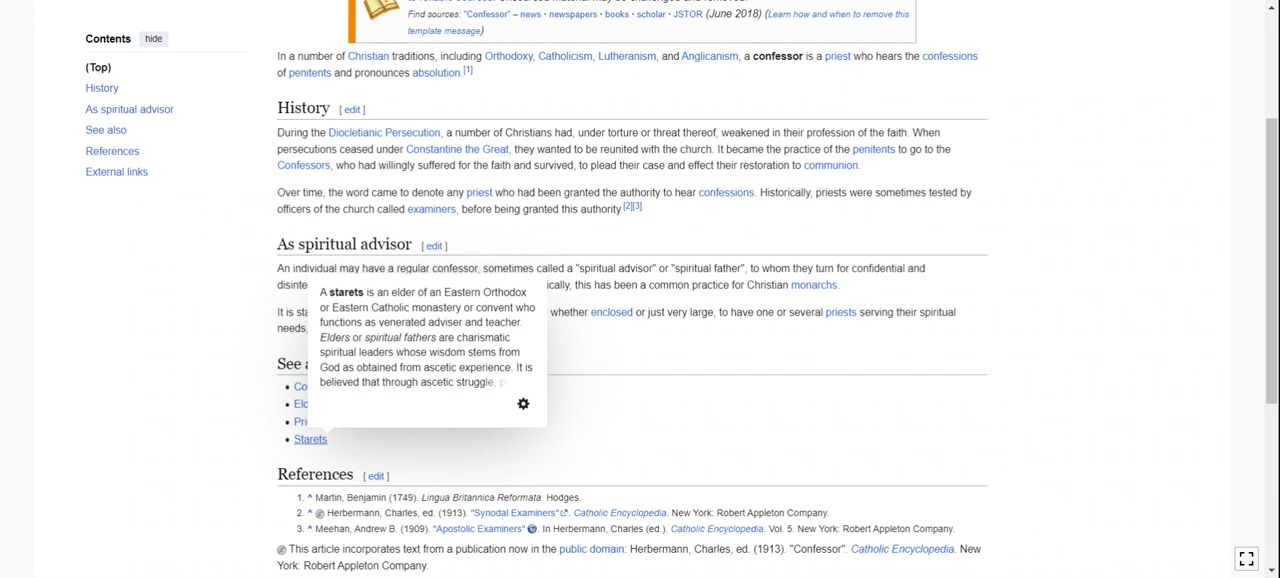 Find sources: "Confessor" – news · newspapers · books · scholar · JSTOR (June 2018) (Learn how and when to remove this
template message)
Contents hide
(Top)
History
As spiritual advisor
See also
References
External links
In a number of Christian traditions, including Orthodoxy, Catholicism, Lutheranism, and Anglicanism, a confessor is a priest who hears the confessions
of penitents and pronounces absolution.[1]
History [ edit ]
During the Diocletianic Persecution, a number of Christians had, under torture or threat thereof, weakened in their profession of the faith. When
persecutions ceased under Constantine the Great, they wanted to be reunited with the church. It became the practice of the penitents to go to the
Confessors, who had willingly suffered for the faith and survived, to plead their case and effect their restoration to communion.
Over time, the word came to denote any priest who had been granted the authority to hear confessions. Historically, priests were sometimes tested by
officers of the church called examiners, before being granted this authority.[2][3]
As spiritual advisor [ edit ]
An individual may have a regular confessor, sometimes called a "spiritual advisor" or "spiritual father", to whom they turn for confidential and
disinte ically, this has been a common practice for Christian monarchs.
It is sta whether enclosed or just very large, to have one or several priests serving their spiritual
needs,
A starets is an elder of an Eastern Orthodox
or Eastern Catholic monastery or convent who
functions as venerated adviser and teacher.
Elders or spiritual fathers are charismatic
spiritual leaders whose wisdom stems from
God as obtained from ascetic experience. It is
believed that through ascetic struggle, p
See a
• Co
• Eld
• Pri
• Starets
References [ edit ]
1. ^ Martin, Benjamin (1749). Lingua Britannica Reformata. Hodges.
2. ^ Herbermann, Charles, ed. (1913). "Synodal Examiners". Catholic Encyclopedia. New York: Robert Appleton Company.
3. ^ Meehan, Andrew B. (1909). "Apostolic Examiners". In Herbermann, Charles (ed.). Catholic Encyclopedia. Vol. 5. New York: Robert Appleton Company.
This article incorporates text from a publication now in the public domain: Herbermann, Charles, ed. (1913). "Confessor". Catholic Encyclopedia. New
York: Robert Appleton Company.